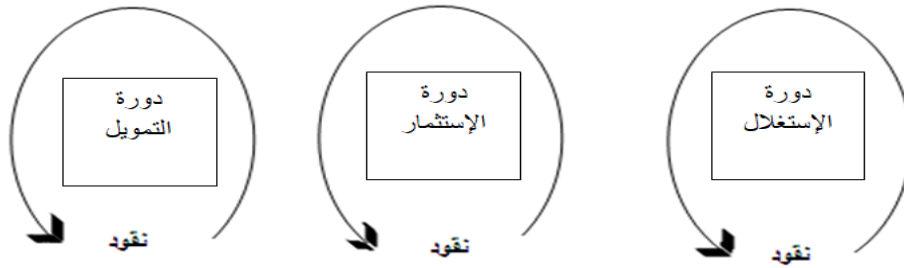 دورة
الإستغلال
نقود
دورة
الإستثمار
نقود
دورة
التمويل
نقود